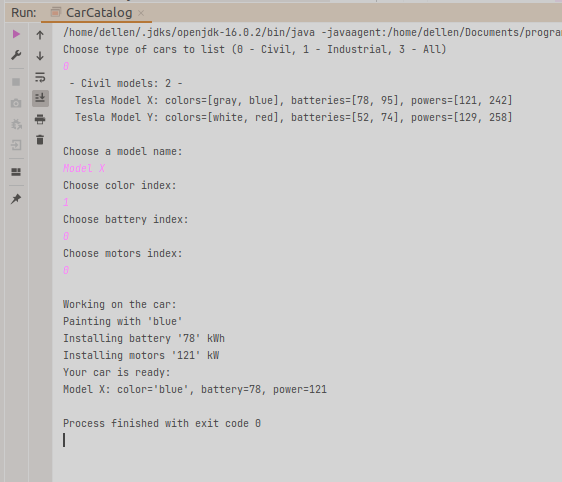 Run: CarCatalog ×
/home/dellen/.jdks/openjdk-16.0.2/bin/java -javaagent:/home/dellen/Documents/progra
Choose type of cars to list (0 - Civil, 1 - Industrial, 3 - All)
0
- Civil models: 2 -
Tesla Model X: colors=[gray, blue], batteries=[78, 95], powers=[121, 242]
Tesla Model Y: colors=[white, red], batteries=[52, 74], powers=[129, 258]
Choose a model name:
Model X
Choose color index:
1
Choose battery index:
0
Choose motors index:
0
Working on the car:
Painting with 'blue'
Installing battery '78' kWh
Installing motors '121' kW
Your car is ready:
Model X: color='blue', battery=78, power=121
Process finished with exit code 0